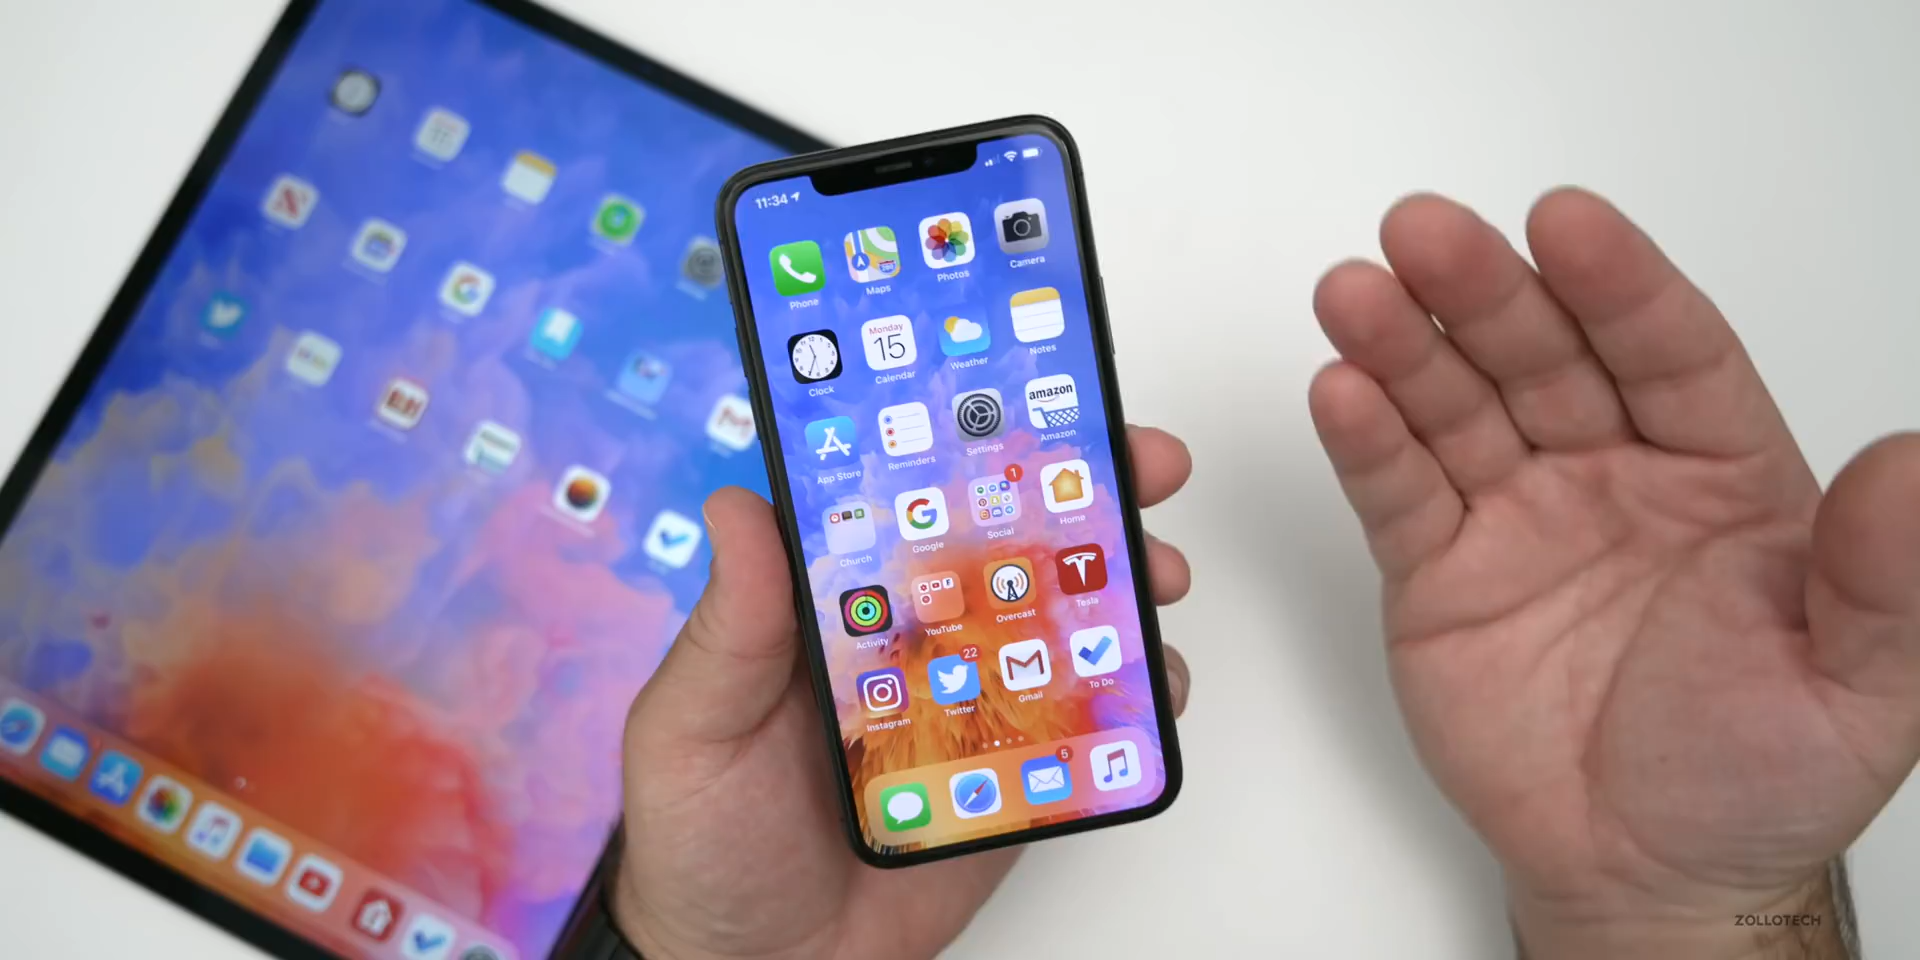 11:34
Phone
Maps
Photos
Camera
Clock
Monday
15
Calendar
Weather
Notes
App Store
Reminders
Settings
amazon
Amazon
Church
Google
1
Social
Home
Activity
YouTube
Overcast
Tesla
Instagram
22
Twitter
Gmail
To Do
5
ZOLLOTECH